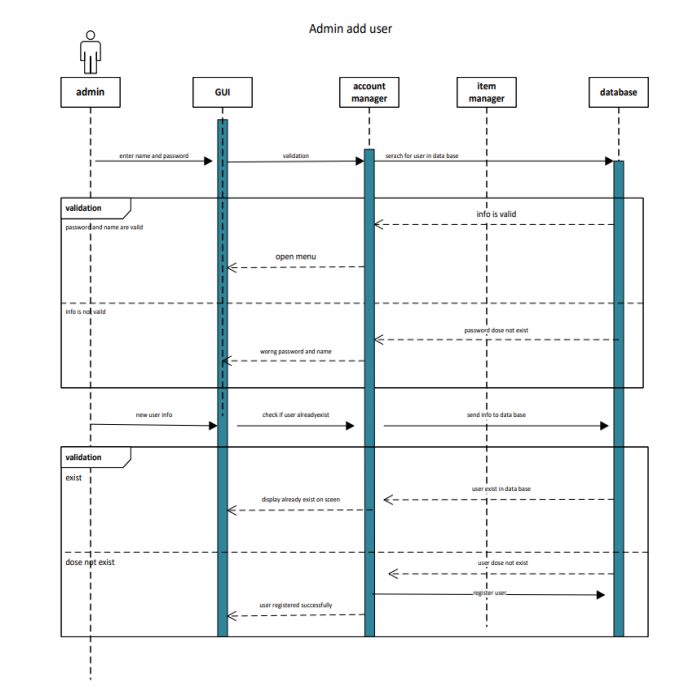 Admin add user
admin
GUI
account
manager
item
manager
database
enter name and password
validation
serach for user in data base
validation
password and name are vaild
info is valid
open menu
info is not vaild
password dose not exist
worng password and name
new user info
check if user alreadyexist
send info to data base
validation
exist
user exist in data base
display already exist on sceen
dose not exist
user dose not exist
register user
user registered successfully